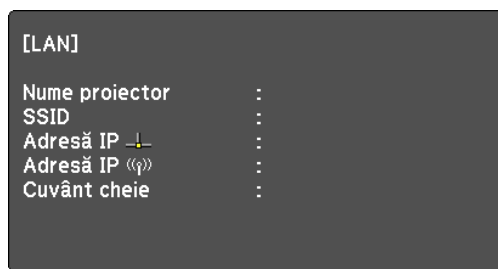 [LAN]
Nume proiector :
SSID :
Adresă IP :
Adresă IP :
Cuvânt cheie :